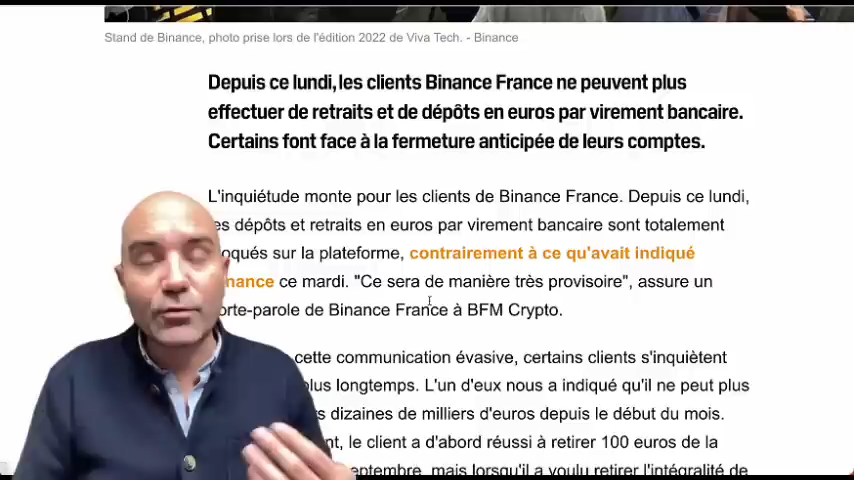 Stand de Binance, photo prise lors de l'édition 2022 de Viva Tech. - Binance
Depuis ce lundi, les clients Binance France ne peuvent plus
effectuer de retraits et de dépôts en euros par virement bancaire.
Certains font face à la fermeture anticipée de leurs comptes.
L'inquiétude monte pour les clients de Binance France. Depuis ce lundi,
es dépôts et retraits en euros par virement bancaire sont totalement
oqués sur la plateforme, contrairement à ce qu'avait indiqué
nance ce mardi. "Ce sera de manière très provisoire", assure un
orte-parole de Binance France à BFM Crypto.
cette communication évasive, certains clients s'inquiètent
plus longtemps. L'un d'eux nous a indiqué qu'il ne peut plus
s dizaines de milliers d'euros depuis le début du mois.
nt, le client a d'abord réussi à retirer 100 euros de la
eptembre, mais lorsqu'il a voulu retirer l'intégralité de